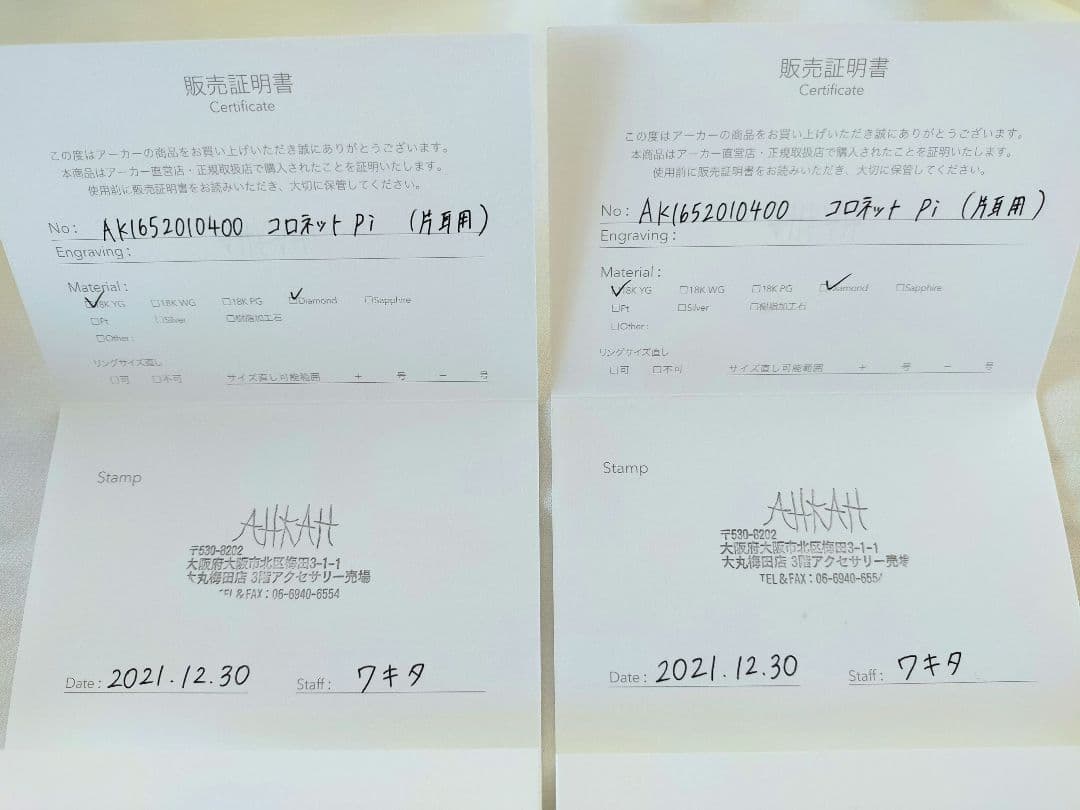 販売証明書
Certificate
この度はアーカーの商品をお買い上げいただき誠にありがとうございます。
本商品はアーカー直営店・正規取扱店で購入されたことを証明いたします。
使用前に販売証明書をお読みいただき、大切に保管してください。
No: AK1652010400 コロネット Pi (片耳用)
Engraving:
Material:
18K YG 18K WG 18K PG Diamond Sapphire
Pt Silver 樹脂加工石
Other:
リングサイズ直し
可 不可 サイズ直し可能範囲 + 号 − 号
Stamp
AHKAH
〒530-8202
大阪府大阪市北区梅田3-1-1
大丸梅田店 3階アクセサリー売場
TEL&FAX:06-6940-6554
Date: 2021.12.30 Staff: ワキタ
販売証明書
Certificate
この度はアーカーの商品をお買い上げいただき誠にありがとうございます。
本商品はアーカー直営店・正規取扱店で購入されたことを証明いたします。
使用前に販売証明書をお読みいただき、大切に保管してください。
No: AK1652010400 コロネット Pi (片耳用)
Engraving:
Material:
18K YG 18K WG 18K PG Diamond Sapphire
Pt Silver 樹脂加工石
Other:
リングサイズ直し
可 不可 サイズ直し可能範囲 + 号 − 号
Stamp
AHKAH
〒530-8202
大阪府大阪市北区梅田3-1-1
大丸梅田店 3階アクセサリー売場
TEL&FAX:06-6940-6554
Date: 2021.12.30 Staff: ワキタ